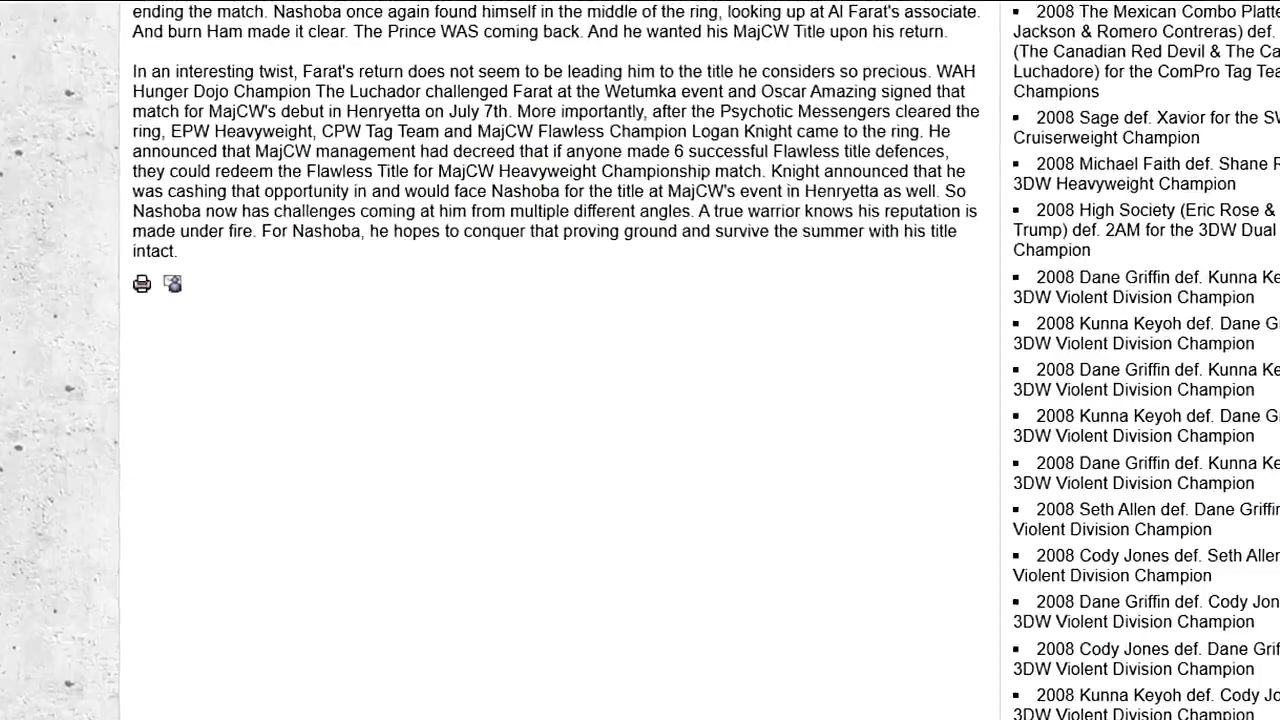 ending the match. Nashoba once again found himself in the middle of the ring, looking up at Al Farat's associate.
And burn Ham made it clear. The Prince WAS coming back. And he wanted his MajCW Title upon his return.
In an interesting twist, Farat's return does not seem to be leading him to the title he considers so precious. WAH
Hunger Dojo Champion The Luchador challenged Farat at the Wetumka event and Oscar Amazing signed that
match for MajCW's debut in Henryetta on July 7th. More importantly, after the Psychotic Messengers cleared the
ring, EPW Heavyweight, CPW Tag Team and MajCW Flawless Champion Logan Knight came to the ring. He
announced that MajCW management had decreed that if anyone made 6 successful Flawless title defences,
they could redeem the Flawless Title for MajCW Heavyweight Championship match. Knight announced that he
was cashing that opportunity in and would face Nashoba for the title at MajCW's event in Henryetta as well. So
Nashoba now has challenges coming at him from multiple different angles. A true warrior knows his reputation is
made under fire. For Nashoba, he hopes to conquer that proving ground and survive the summer with his title
intact.
2008 The Mexican Combo Platte
Jackson & Romero Contreras) def.
(The Canadian Red Devil & The Ca
Luchadore) for the ComPro Tag Tea
Champions
2008 Sage def. Xavior for the SW
Cruiserweight Champion
2008 Michael Faith def. Shane R
3DW Heavyweight Champion
2008 High Society (Eric Rose &
Trump) def. 2AM for the 3DW Dual
Champion
2008 Dane Griffin def. Kunna Ke
3DW Violent Division Champion
2008 Kunna Keyoh def. Dane G
3DW Violent Division Champion
2008 Dane Griffin def. Kunna Ke
3DW Violent Division Champion
2008 Kunna Keyoh def. Dane G
3DW Violent Division Champion
2008 Dane Griffin def. Kunna Ke
3DW Violent Division Champion
2008 Seth Allen def. Dane Griffin
Violent Division Champion
2008 Cody Jones def. Seth Allen
Violent Division Champion
2008 Dane Griffin def. Cody Jon
3DW Violent Division Champion
2008 Cody Jones def. Dane Grif
3DW Violent Division Champion
2008 Kunna Keyoh def. Cody Jo
3DW Violent Division Champion